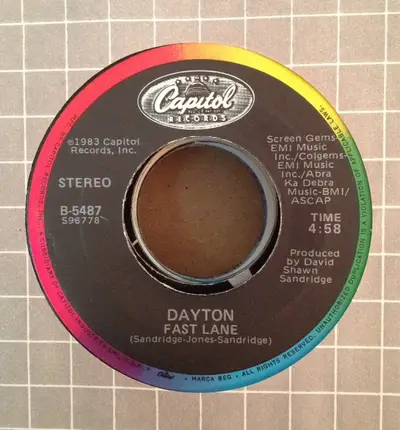 Capitol
RECORDS
℗1983 Capitol
Records, Inc.
STEREO
B-5487
S98778
Screen Gems-
EMI Music
Inc./Colgems-
EMI Music
Inc./Abra
Ka Debra
Music-BMI/
ASCAP
TIME
4:58
Produced
by David
Shawn
Sandridge
DAYTON
FAST LANE
(Sandridge-Jones-Sandridge)
Capitol MARCA REG. • ALL RIGHTS RESERVED. UNAUTHORIZED DUPLICATION IS A VIOLATION OF APPLICABLE LAWS.